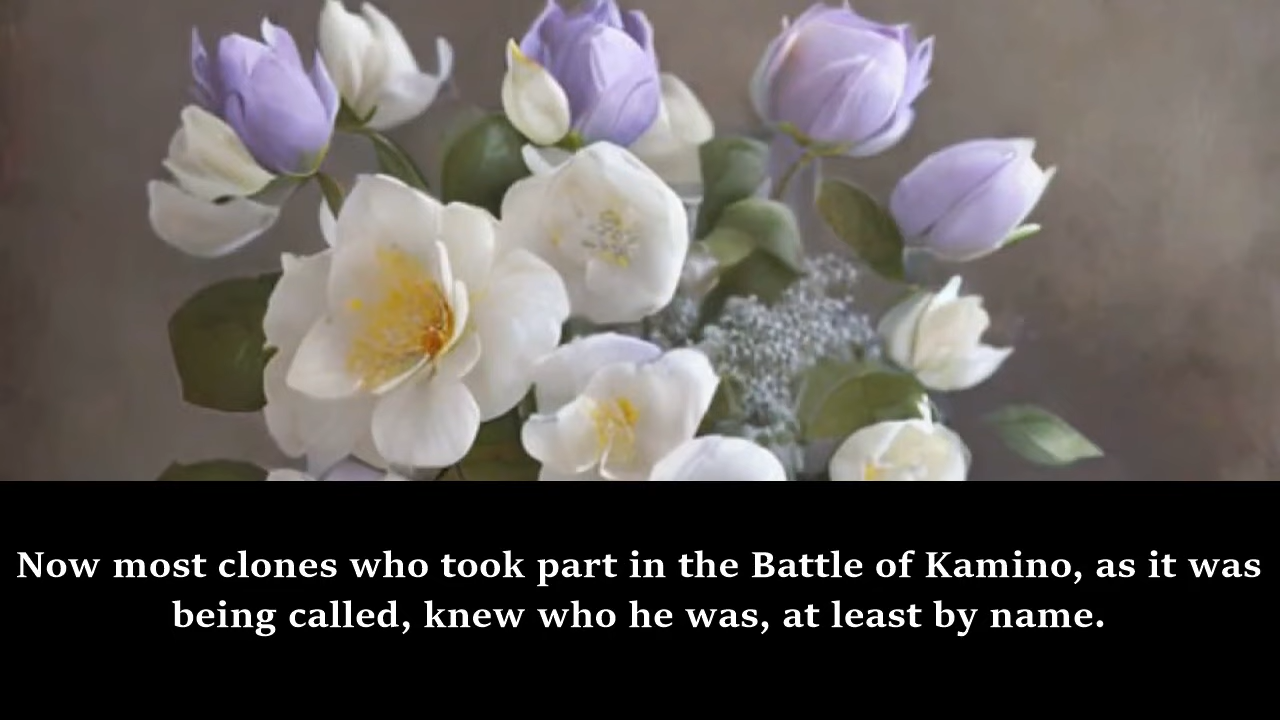 Now most clones who took part in the Battle of Kamino, as it was
being called, knew who he was, at least by name.